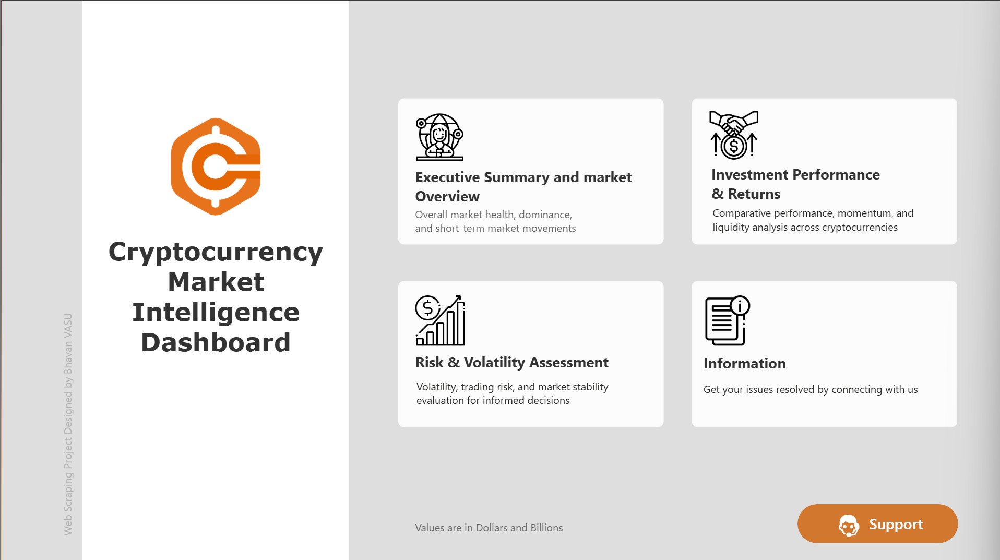 Cryptocurrency
Market
Intelligence
Dashboard
Web Scraping Project Designed by Bhavan VASU
Executive Summary and market
Overview
Overall market health, dominance,
and short-term market movements
Investment Performance
& Returns
Comparative performance, momentum, and
liquidity analysis across cryptocurrencies
Risk & Volatility Assessment
Volatility, trading risk, and market stability
evaluation for informed decisions
Information
Get your issues resolved by connecting with us
Values are in Dollars and Billions
Support